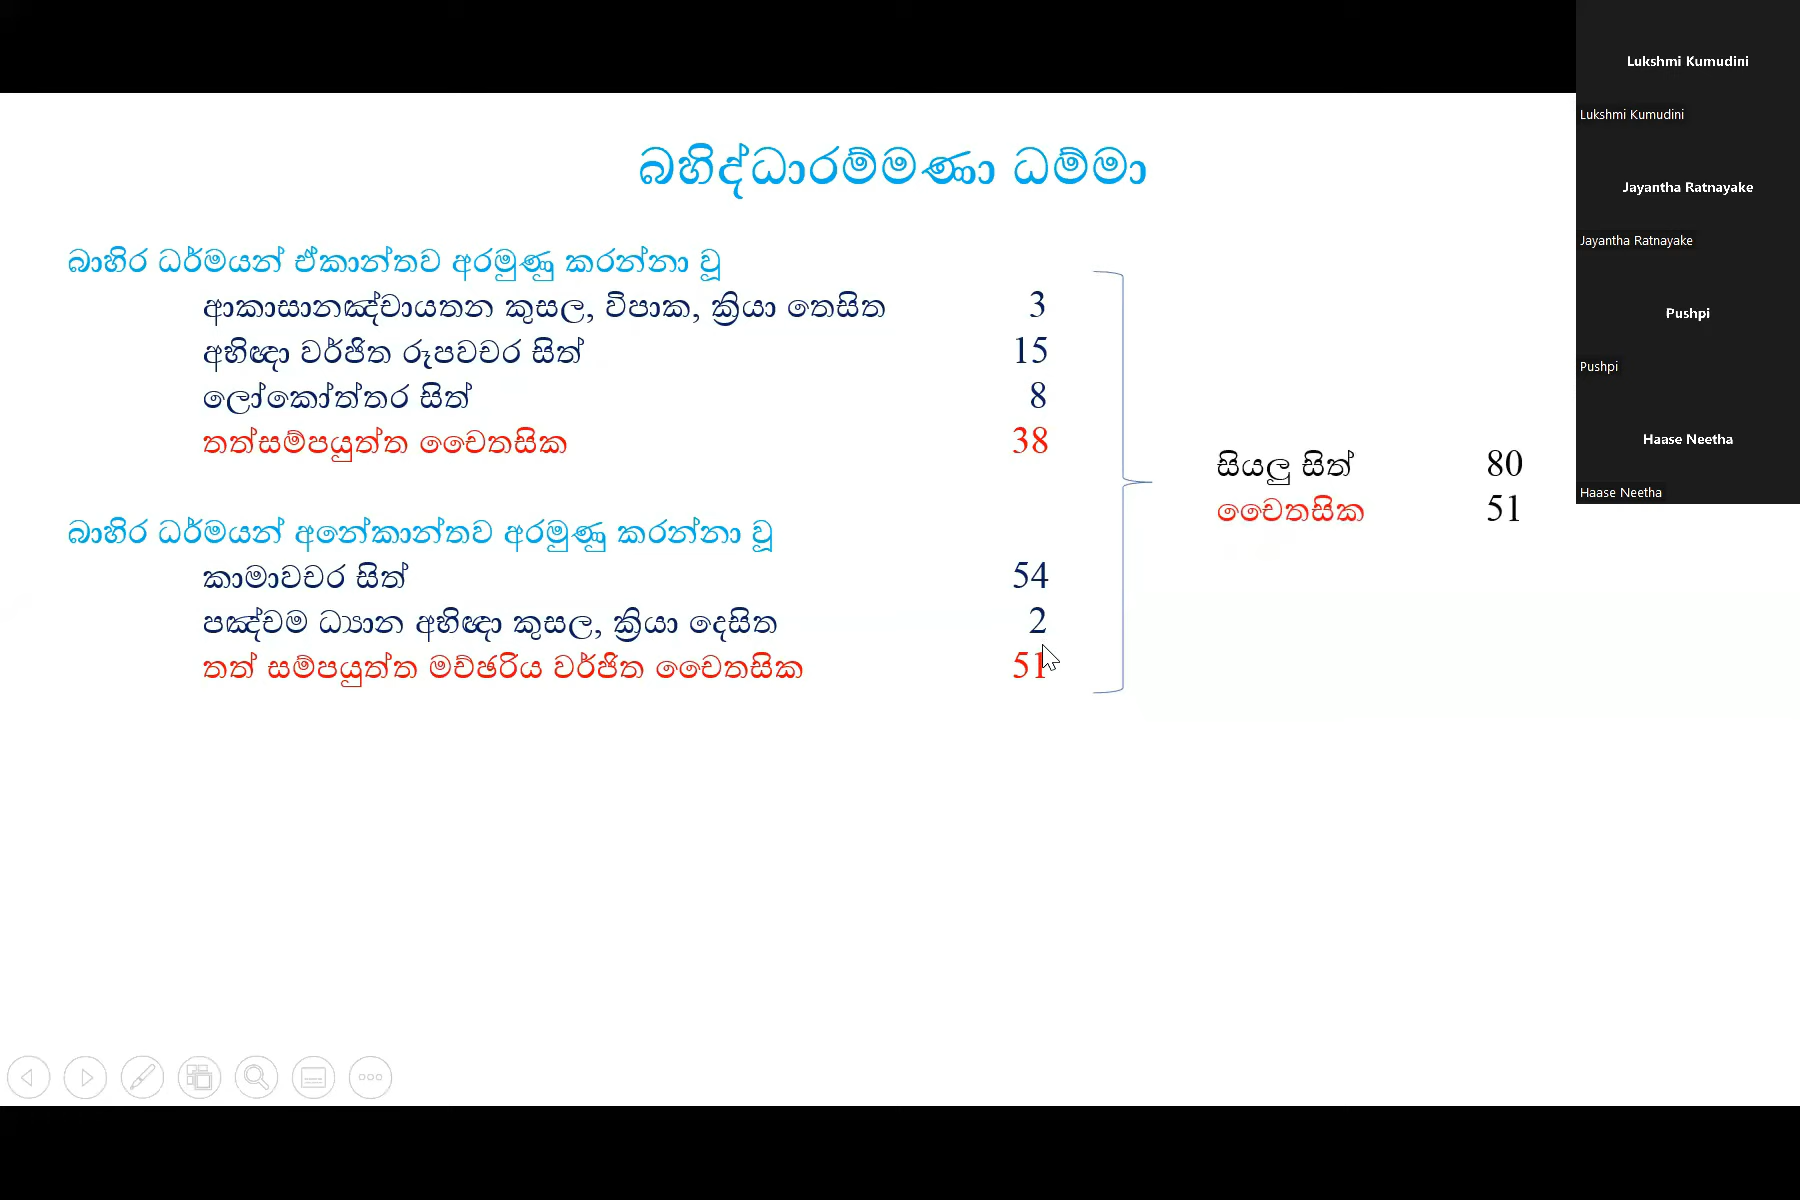 බහිද්ධාරම්මණා ධම්මා
බාහිර ධර්මයන් ඒකාන්තව අරමුණු කරන්නා වූ
ආකාසානඤ්චායතන කුසල, විපාක, ක්‍රියා තෙසිත 3
අභිඥා වර්ජිත රූපවචර සිත් 15
ලෝකෝත්තර සිත් 8
තත්සම්පයුත්ත චෛතසික 38
බාහිර ධර්මයන් අනේකාන්තව අරමුණු කරන්නා වූ
කාමාවචර සිත් 54
පඤ්චම ධ්‍යාන අභිඥා කුසල, ක්‍රියා දෙසිත 2
තත් සම්පයුත්ත මච්ඡරිය වර්ජිත චෛතසික 51
සියලු සිත් 80
චෛතසික 51
Lukshmi Kumudini
Lukshmi Kumudini
Jayantha Ratnayake
Jayantha Ratnayake
Pushpi
Pushpi
Haase Neetha
Haase Neetha